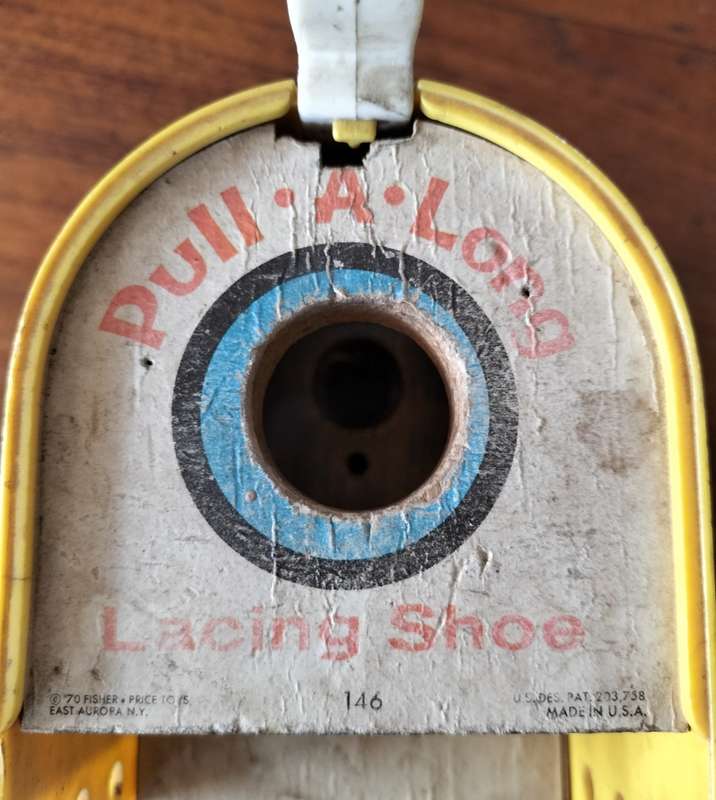 Pull·A·Long
Lacing Shoe
© '70 FISHER • PRICE TOYS
EAST AURORA N.Y.
146
U.S. DES. PAT. 203,758
MADE IN U.S.A.